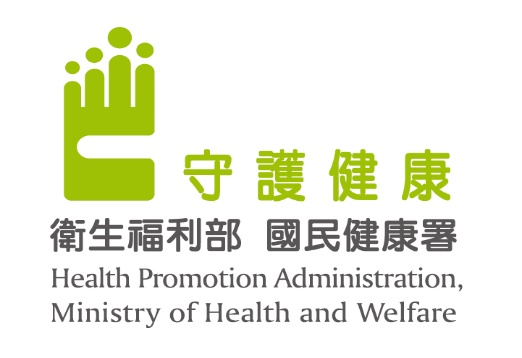 守護健康
衛生福利部 國民健康署
Health Promotion Administration,
Ministry of Health and Welfare